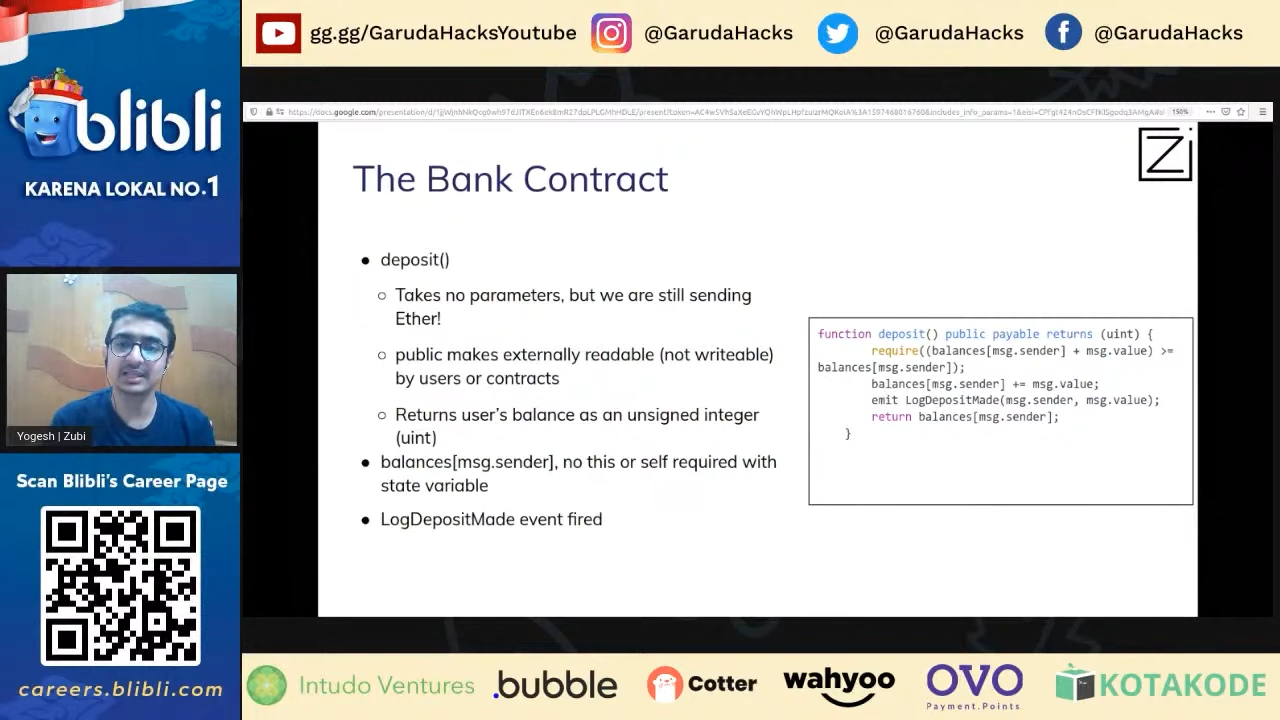 gg.gg/GarudaHacksYoutube
@GarudaHacks
@GarudaHacks
@GarudaHacks
blibli
KARENA LOKAL NO.1
150%
Zi
The Bank Contract
● deposit()
○ Takes no parameters, but we are still sending
Ether!
○ public makes externally readable (not writeable)
by users or contracts
○ Returns user’s balance as an unsigned integer
(uint)
● balances[msg.sender], no this or self required with
state variable
● LogDepositMade event fired
function deposit() public payable returns (uint) {
require((balances[msg.sender] + msg.value) >=
balances[msg.sender]);
balances[msg.sender] += msg.value;
emit LogDepositMade(msg.sender, msg.value);
return balances[msg.sender];
}
Yogesh | Zubi
Scan Blibli's Career Page
careers.blibli.com
Intudo Ventures
.bubble
Cotter
wahyoo
OVO
Payment.Points
KOTAKODE